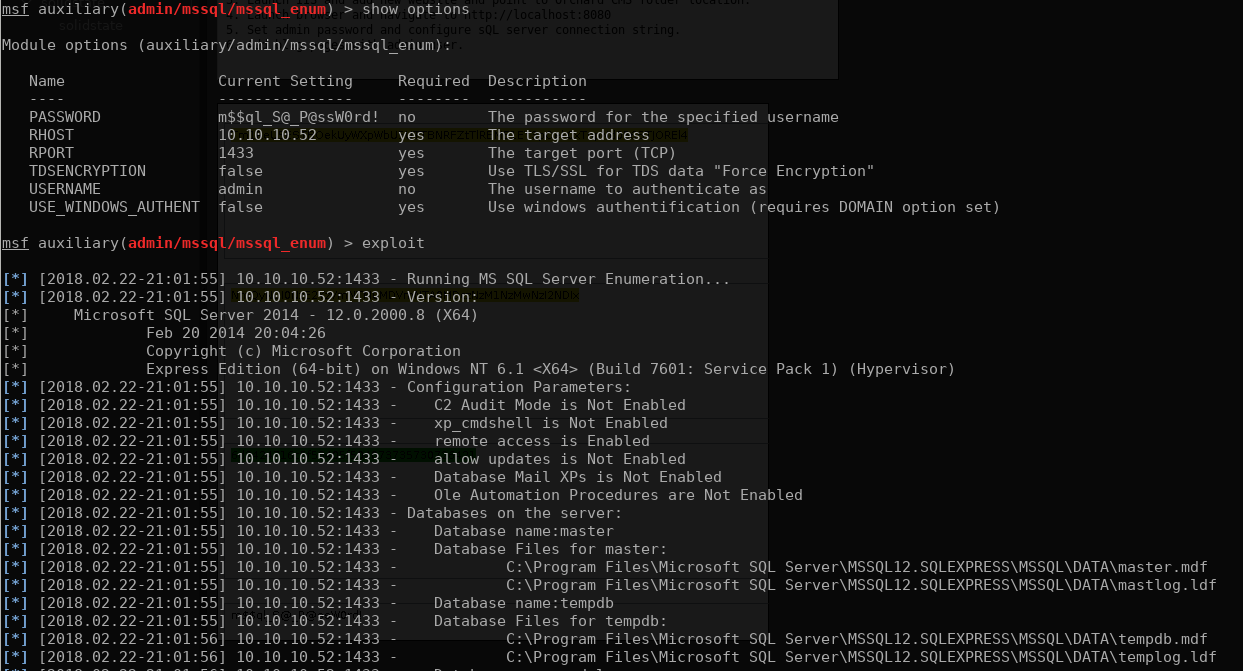 msf auxiliary(admin/mssql/mssql_enum) > show options
solidstate
4. Launch browser and navigate to http://localhost:8080
5. Set admin password and configure sQL server connection string.
Module options (auxiliary/admin/mssql/mssql_enum):
Name Current Setting Required Description
---- --------------- -------- -----------
PASSWORD m$$ql_S@_P@ssW0rd! no The password for the specified username
RHOST 10.10.10.52 yes The target address
RPORT 1433 yes The target port (TCP)
TDSENCRYPTION false yes Use TLS/SSL for TDS data "Force Encryption"
USERNAME admin no The username to authenticate as
USE_WINDOWS_AUTHENT false yes Use windows authentification (requires DOMAIN option set)
msf auxiliary(admin/mssql/mssql_enum) > exploit
[*] [2018.02.22-21:01:55] 10.10.10.52:1433 - Running MS SQL Server Enumeration...
[*] [2018.02.22-21:01:55] 10.10.10.52:1433 - Version:
[*] Microsoft SQL Server 2014 - 12.0.2000.8 (X64)
[*] Feb 20 2014 20:04:26
[*] Copyright (c) Microsoft Corporation
[*] Express Edition (64-bit) on Windows NT 6.1 <X64> (Build 7601: Service Pack 1) (Hypervisor)
[*] [2018.02.22-21:01:55] 10.10.10.52:1433 - Configuration Parameters:
[*] [2018.02.22-21:01:55] 10.10.10.52:1433 - C2 Audit Mode is Not Enabled
[*] [2018.02.22-21:01:55] 10.10.10.52:1433 - xp_cmdshell is Not Enabled
[*] [2018.02.22-21:01:55] 10.10.10.52:1433 - remote access is Enabled
[*] [2018.02.22-21:01:55] 10.10.10.52:1433 - allow updates is Not Enabled
[*] [2018.02.22-21:01:55] 10.10.10.52:1433 - Database Mail XPs is Not Enabled
[*] [2018.02.22-21:01:55] 10.10.10.52:1433 - Ole Automation Procedures are Not Enabled
[*] [2018.02.22-21:01:55] 10.10.10.52:1433 - Databases on the server:
[*] [2018.02.22-21:01:55] 10.10.10.52:1433 - Database name:master
[*] [2018.02.22-21:01:55] 10.10.10.52:1433 - Database Files for master:
[*] [2018.02.22-21:01:55] 10.10.10.52:1433 - C:\Program Files\Microsoft SQL Server\MSSQL12.SQLEXPRESS\MSSQL\DATA\master.mdf
[*] [2018.02.22-21:01:55] 10.10.10.52:1433 - C:\Program Files\Microsoft SQL Server\MSSQL12.SQLEXPRESS\MSSQL\DATA\mastlog.ldf
[*] [2018.02.22-21:01:55] 10.10.10.52:1433 - Database name:tempdb
[*] [2018.02.22-21:01:55] 10.10.10.52:1433 - Database Files for tempdb:
[*] [2018.02.22-21:01:56] 10.10.10.52:1433 - C:\Program Files\Microsoft SQL Server\MSSQL12.SQLEXPRESS\MSSQL\DATA\tempdb.mdf
[*] [2018.02.22-21:01:56] 10.10.10.52:1433 - C:\Program Files\Microsoft SQL Server\MSSQL12.SQLEXPRESS\MSSQL\DATA\templog.ldf